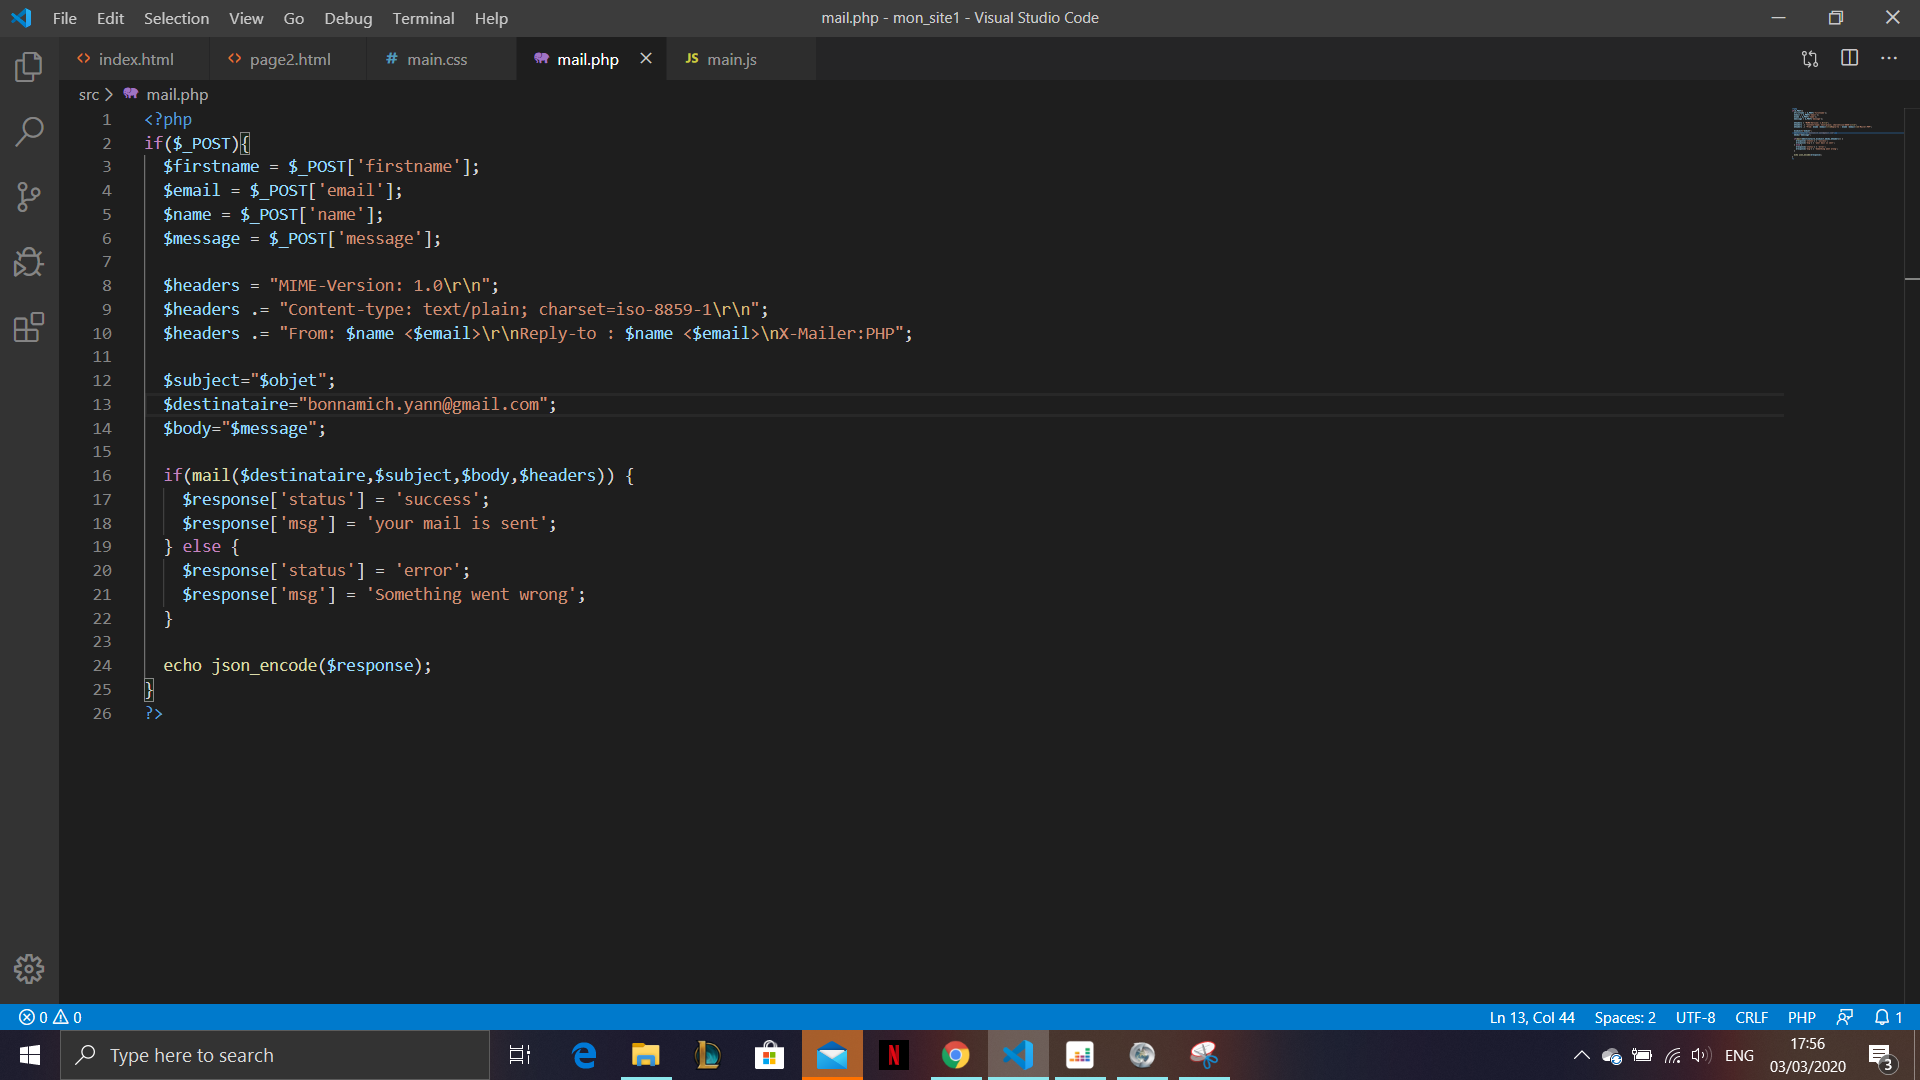 File Edit Selection View Go Debug Terminal Help
mail.php - mon_site1 - Visual Studio Code
index.html page2.html # main.css mail.php JS main.js
src > mail.php
1 <?php
2 if($_POST){
3 $firstname = $_POST['firstname'];
4 $email = $_POST['email'];
5 $name = $_POST['name'];
6 $message = $_POST['message'];
7
8 $headers = "MIME-Version: 1.0\r\n";
9 $headers .= "Content-type: text/plain; charset=iso-8859-1\r\n";
10 $headers .= "From: $name <$email>\r\nReply-to : $name <$email>\nX-Mailer:PHP";
11
12 $subject="$objet";
13 $destinataire="bonnamich.yann@gmail.com";
14 $body="$message";
15
16 if(mail($destinataire,$subject,$body,$headers)) {
17 $response['status'] = 'success';
18 $response['msg'] = 'your mail is sent';
19 } else {
20 $response['status'] = 'error';
21 $response['msg'] = 'Something went wrong';
22 }
23
24 echo json_encode($response);
25 }
26 ?>
0 0 Ln 13, Col 44 Spaces: 2 UTF-8 CRLF PHP 1
Type here to search
N
ENG
17:56
03/03/2020
3